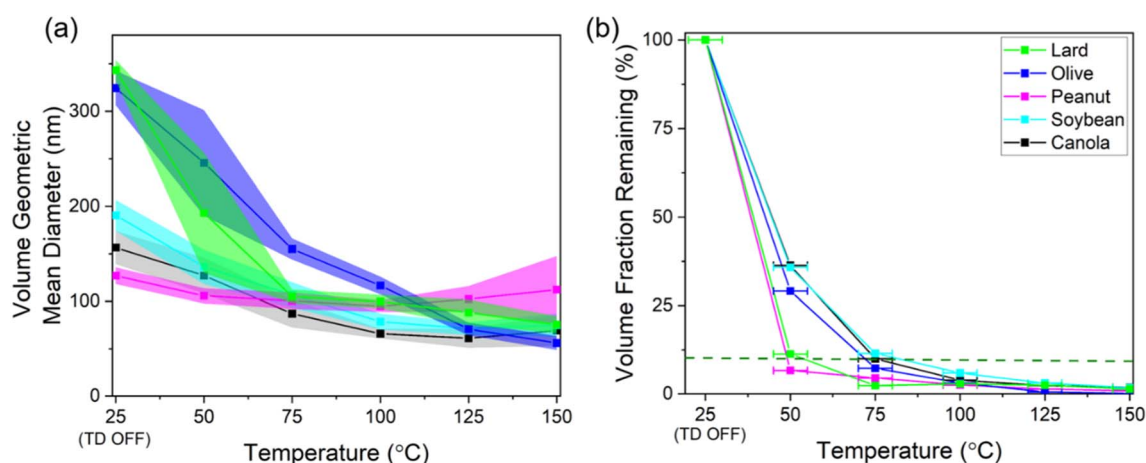 (a)
Volume Geometric
Mean Diameter (nm)
300
200
100
0
25
50
75
100
125
150
(TD OFF)
Temperature (°C)
(b)
Volume Fraction Remaining (%)
100
75
50
25
0
Lard
Olive
Peanut
Soybean
Canola
25
50
75
100
125
150
(TD OFF)
Temperature (°C)